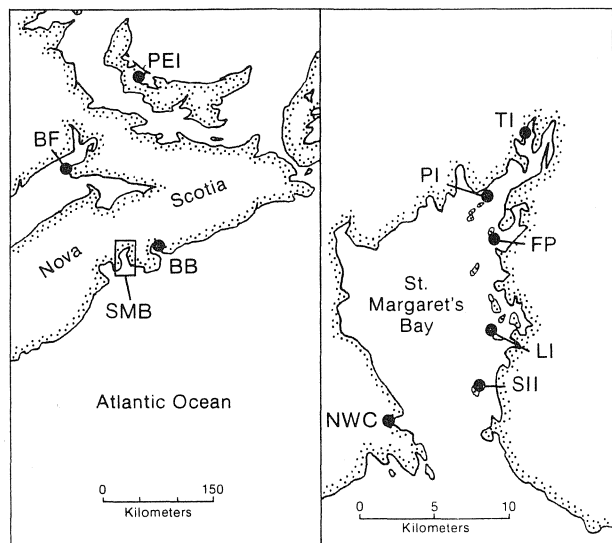 PEI
BF
Scotia
Nova
BB
SMB
Atlantic Ocean
0 150
Kilometers
TI
PI
FP
St.
Margaret's
Bay
LI
SII
NWC
0 5 10
Kilometers